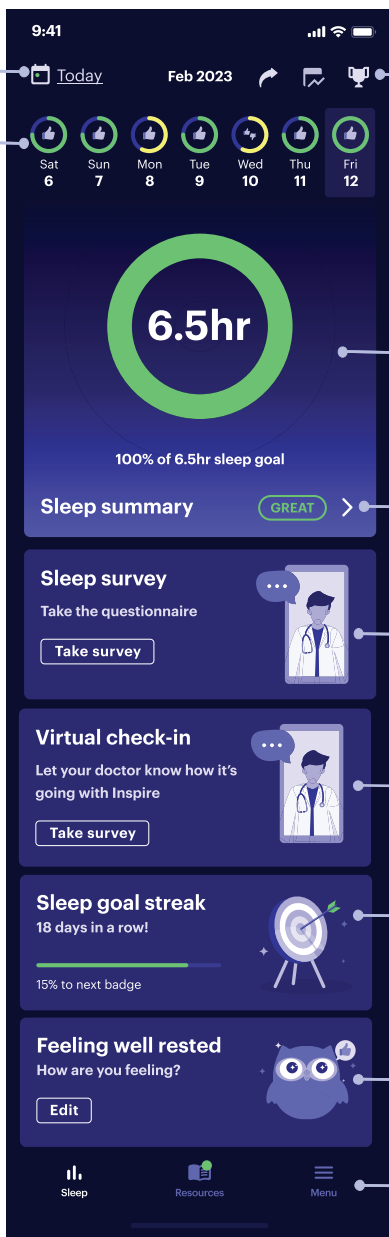 9:41
Today
Feb 2023
Sat Sun Mon Tue Wed Thu Fri
6 7 8 9 10 11 12
6.5hr
100% of 6.5hr sleep goal
Sleep summary GREAT
Sleep survey
Take the questionnaire
Take survey
Virtual check-in
Let your doctor know how it's
going with Inspire
Take survey
Sleep goal streak
18 days in a row!
15% to next badge
Feeling well rested
How are you feeling?
Edit
Sleep Resources Menu